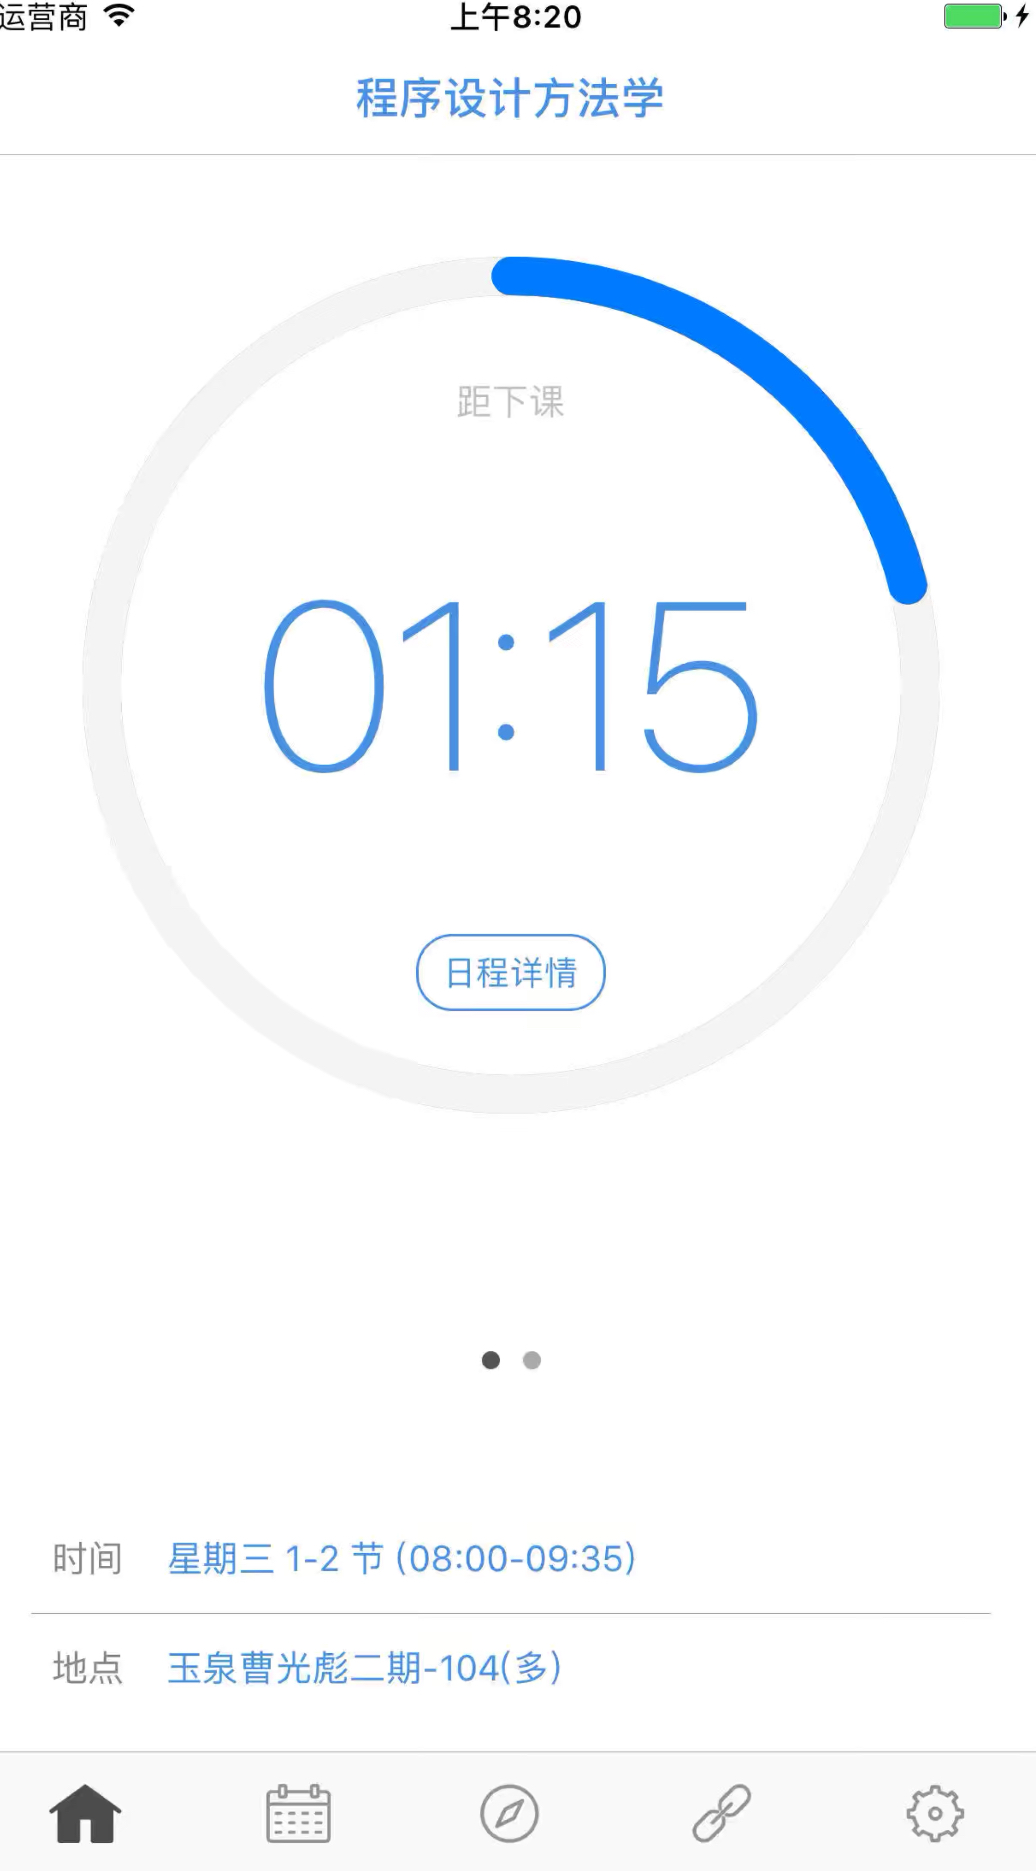 运营商
上午8:20
程序设计方法学
距下课
01:15
日程详情
时间 星期三 1-2 节 (08:00-09:35)
地点 玉泉曹光彪二期-104(多)